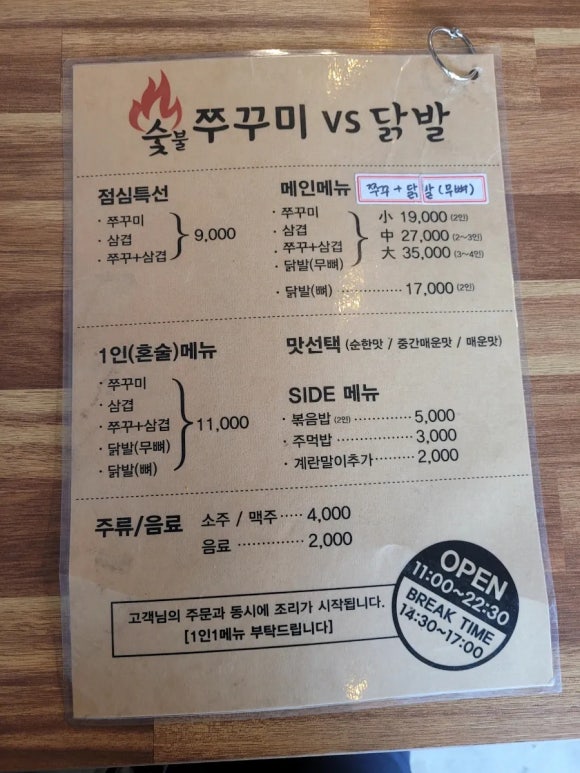 숯불 쭈꾸미 VS 닭발
점심특선
· 쭈꾸미
· 삼겹
· 쭈꾸+삼겹
9,000
메인메뉴 쭈꾸 + 닭발 (무뼈)
· 쭈꾸미
· 삼겹
· 쭈꾸+삼겹
· 닭발(무뼈)
小 19,000 (2인)
中 27,000 (2~3인)
大 35,000 (3~4인)
· 닭발(뼈) ················ 17,000 (2인)
1인(혼술)메뉴
· 쭈꾸미
· 삼겹
· 쭈꾸+삼겹
· 닭발(무뼈)
· 닭발(뼈)
11,000
맛선택 (순한맛 / 중간매운맛 / 매운맛)
SIDE 메뉴
· 볶음밥 (2인) ············· 5,000
· 주먹밥 ················ 3,000
· 계란말이추가 ········· 2,000
주류/음료
소주 / 맥주 ····· 4,000
음료 ·············· 2,000
고객님의 주문과 동시에 조리가 시작됩니다.
[1인1메뉴 부탁드립니다]
OPEN
11:00~22:30
BREAK TIME
14:30~17:00